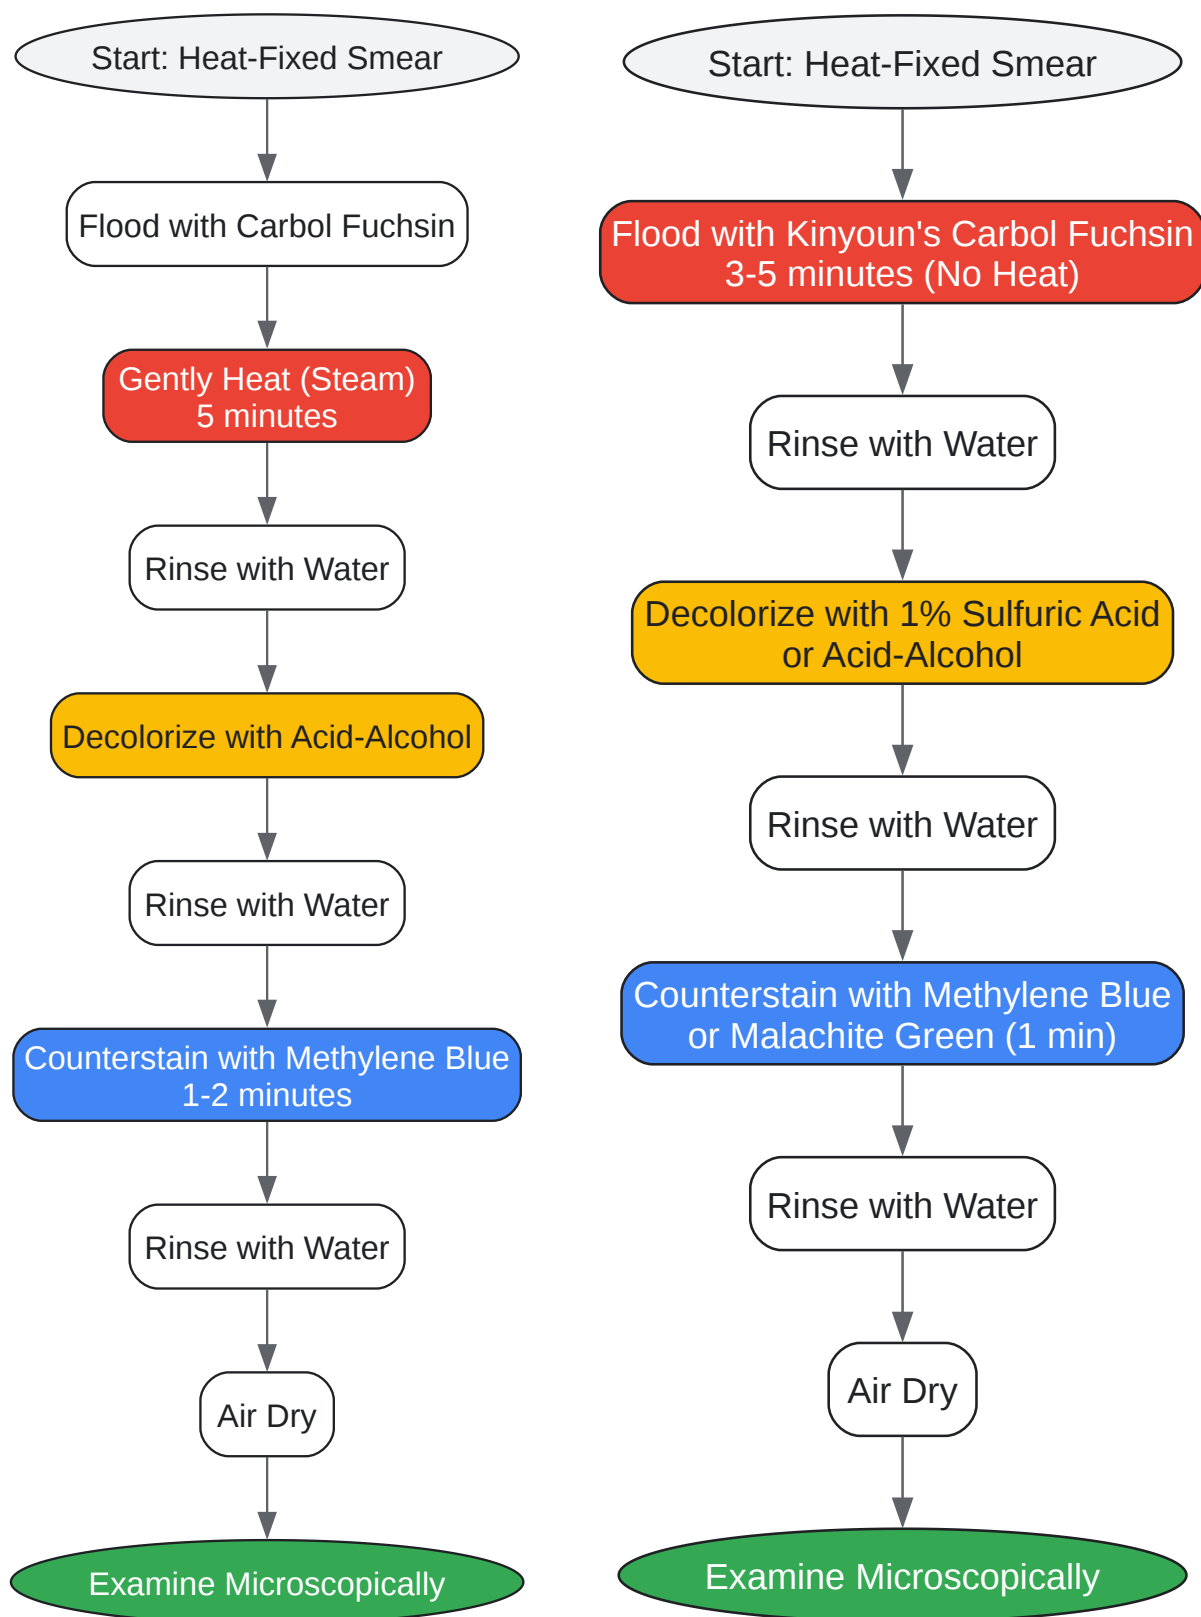 Start: Heat-Fixed Smear
Flood with Carbol Fuchsin
Gently Heat (Steam)
5 minutes
Rinse with Water
Decolorize with Acid-Alcohol
Rinse with Water
Counterstain with Methylene Blue
1-2 minutes
Rinse with Water
Air Dry
Examine Microscopically
Start: Heat-Fixed Smear
Flood with Kinyoun's Carbol Fuchsin
3-5 minutes (No Heat)
Rinse with Water
Decolorize with 1% Sulfuric Acid
or Acid-Alcohol
Rinse with Water
Counterstain with Methylene Blue
or Malachite Green (1 min)
Rinse with Water
Air Dry
Examine Microscopically